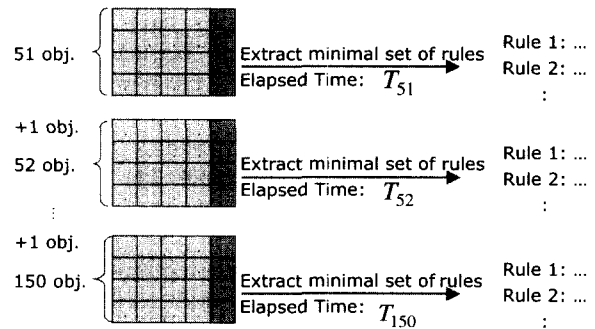 51 obj.
Extract minimal set of rules
Elapsed Time: T51
Rule 1: ...
Rule 2: ...
:
+1 obj.
52 obj.
Extract minimal set of rules
Elapsed Time: T52
Rule 1: ...
Rule 2: ...
:
⋮
+1 obj.
150 obj.
Extract minimal set of rules
Elapsed Time: T150
Rule 1: ...
Rule 2: ...
: